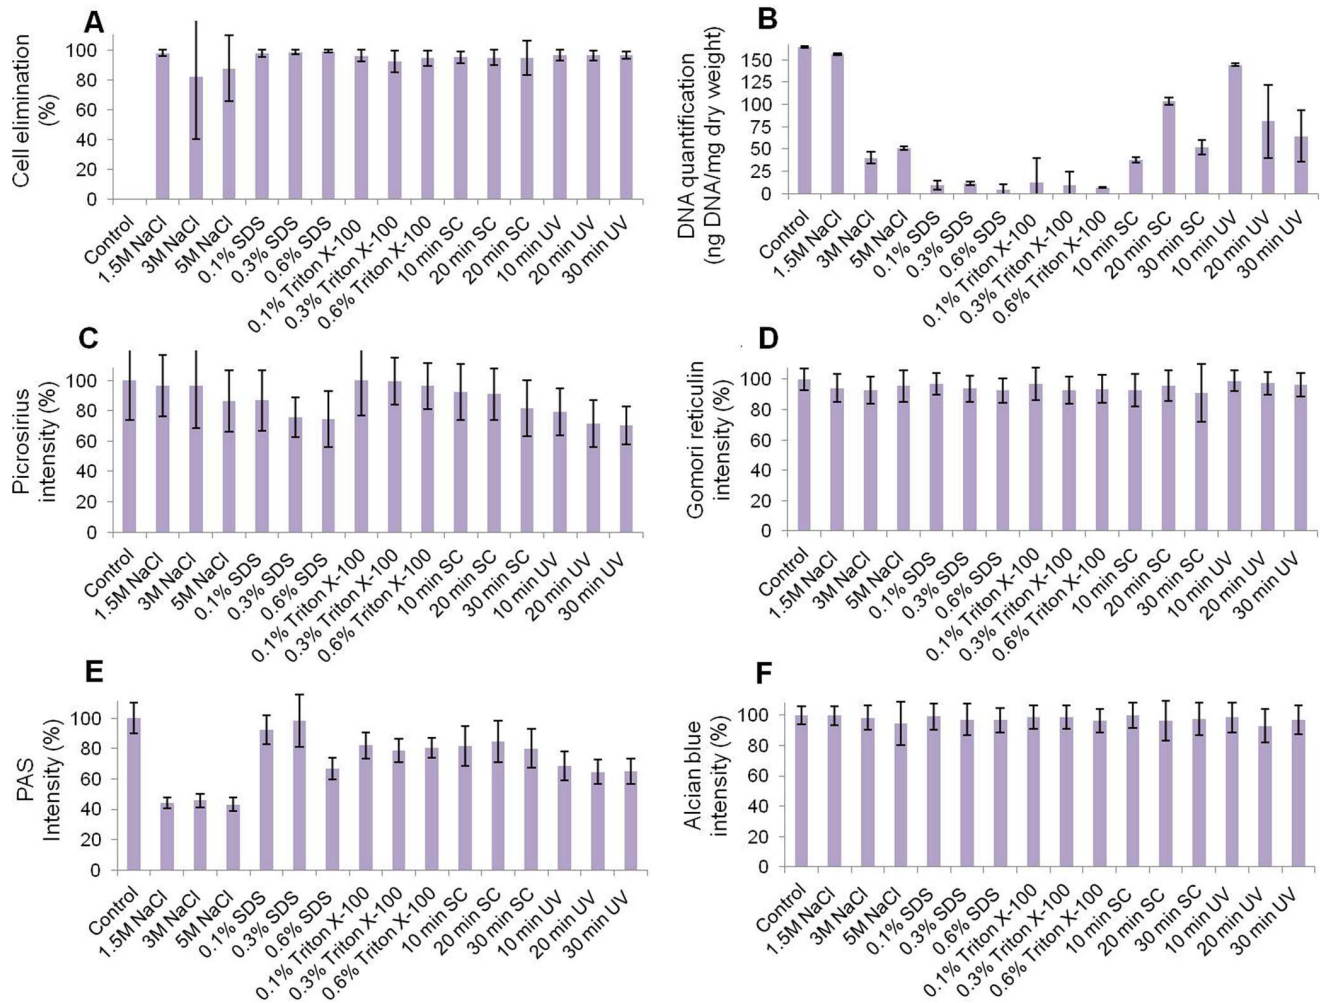 A
Cell elimination
(%)
100
80
60
40
20
0
Control
1.5M NaCl
3M NaCl
5M NaCl
0.1% SDS
0.3% SDS
0.6% SDS
0.1% Triton X-100
0.3% Triton X-100
0.6% Triton X-100
10 min SC
20 min SC
20 min SC
10 min UV
20 min UV
30 min UV
B
DNA quantification
(ng DNA/mg dry weight)
150
100
75
50
25
0
Control
1.5M NaCl
3M NaCl
5M NaCl
0.1% SDS
0.3% SDS
0.6% SDS
0.1% Triton X-100
0.3% Triton X-100
0.6% Triton X-100
10 min SC
20 min SC
30 min SC
10 min UV
20 min UV
30 min UV
C
Picrosirius
intensity (%)
100
80
60
40
20
0
Control
1.5M NaCl
3M NaCl
5M NaCl
0.1% SDS
0.3% SDS
0.6% SDS
0.1% Triton X-100
0.3% Triton X-100
0.6% Triton X-100
10 min SC
20 min SC
30 min SC
10 min UV
20 min UV
30 min UV
D
Gomori reticulin
intensity (%)
100
80
60
40
20
0
Control
1.5M NaCl
3M NaCl
5M NaCl
0.1% SDS
0.3% SDS
0.6% SDS
0.1% Triton X-100
0.3% Triton X-100
0.6% Triton X-100
10 min SC
20 min SC
30 min SC
10 min UV
20 min UV
30 min UV
E
PAS
Intensity (%)
100
80
60
40
20
0
Control
1.5M NaCl
3M NaCl
5M NaCl
0.1% SDS
0.3% SDS
0.6% SDS
0.1% Triton X-100
0.3% Triton X-100
0.6% Triton X-100
10 min SC
20 min SC
30 min SC
10 min UV
20 min UV
30 min UV
F
Alcian blue
intensity (%)
100
80
60
40
20
0
Control
1.5M NaCl
3M NaCl
5M NaCl
0.1% SDS
0.3% SDS
0.6% SDS
0.1% Triton X-100
0.3% Triton X-100
0.6% Triton X-100
10 min SC
20 min SC
30 min SC
10 min UV
20 min UV
30 min UV